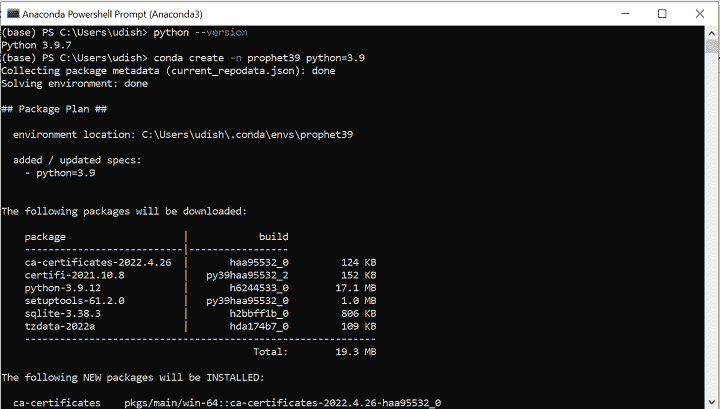 Anaconda Powershell Prompt (Anaconda3)
(base) PS C:\Users\udish> python --version
Python 3.9.7
(base) PS C:\Users\udish> conda create -n prophet39 python=3.9
Collecting package metadata (current_repodata.json): done
Solving environment: done
## Package Plan ##
environment location: C:\Users\udish\.conda\envs\prophet39
added / updated specs:
- python=3.9
The following packages will be downloaded:
package | build
---------------------------|-----------------
ca-certificates-2022.4.26 | haa95532_0 124 KB
certifi-2021.10.8 | py39haa95532_2 152 KB
python-3.9.12 | h6244533_0 17.1 MB
setuptools-61.2.0 | py39haa95532_0 1.0 MB
sqlite-3.38.3 | h2bbff1b_0 806 KB
tzdata-2022a | hda174b7_0 109 KB
------------------------------------------------------------
Total: 19.3 MB
The following NEW packages will be INSTALLED:
ca-certificates pkgs/main/win-64::ca-certificates-2022.4.26-haa95532_0